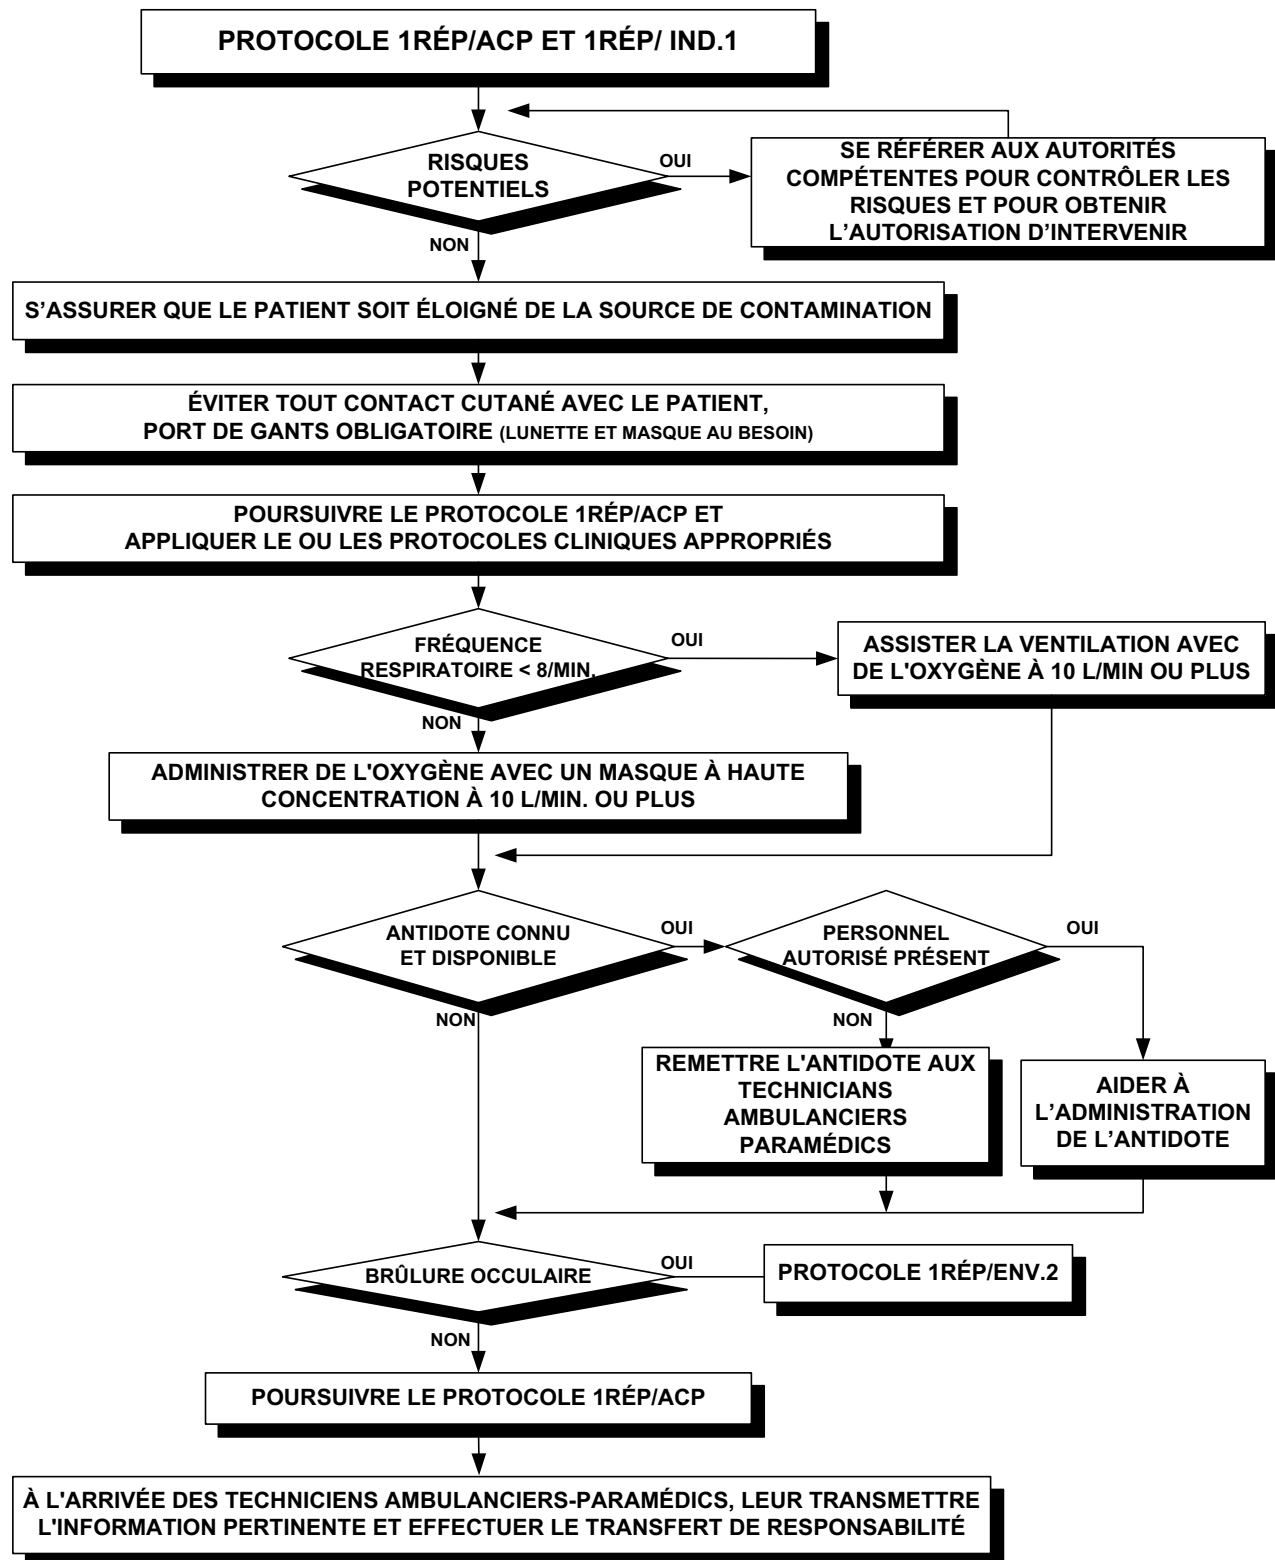 PROTOCOLE 1RÉP/ACP ET 1RÉP/ IND.1
RISQUES
POTENTIELS
OUI
SE RÉFÉRER AUX AUTORITÉS
COMPÉTENTES POUR CONTRÔLER LES
RISQUES ET POUR OBTENIR
L'AUTORISATION D'INTERVENIR
NON
S'ASSURER QUE LE PATIENT SOIT ÉLOIGNÉ DE LA SOURCE DE CONTAMINATION
ÉVITER TOUT CONTACT CUTANÉ AVEC LE PATIENT,
PORT DE GANTS OBLIGATOIRE (LUNETTE ET MASQUE AU BESOIN)
POURSUIVRE LE PROTOCOLE 1RÉP/ACP ET
APPLIQUER LE OU LES PROTOCOLES CLINIQUES APPROPRIÉS
FRÉQUENCE
RESPIRATOIRE < 8/MIN.
OUI
ASSISTER LA VENTILATION AVEC
DE L'OXYGÈNE À 10 L/MIN OU PLUS
NON
ADMINISTRER DE L'OXYGÈNE AVEC UN MASQUE À HAUTE
CONCENTRATION À 10 L/MIN. OU PLUS
ANTIDOTE CONNU
ET DISPONIBLE
OUI
PERSONNEL
AUTORISÉ PRÉSENT
OUI
NON
NON
REMETTRE L'ANTIDOTE AUX
TECHNICIANS
AMBULANCIERS
PARAMÉDICS
AIDER À
L'ADMINISTRATION
DE L'ANTIDOTE
BRÛLURE OCCULAIRE
OUI
PROTOCOLE 1RÉP/ENV.2
NON
POURSUIVRE LE PROTOCOLE 1RÉP/ACP
À L'ARRIVÉE DES TECHNICIENS AMBULANCIERS-PARAMÉDICS, LEUR TRANSMETTRE
L'INFORMATION PERTINENTE ET EFFECTUER LE TRANSFERT DE RESPONSABILITÉ